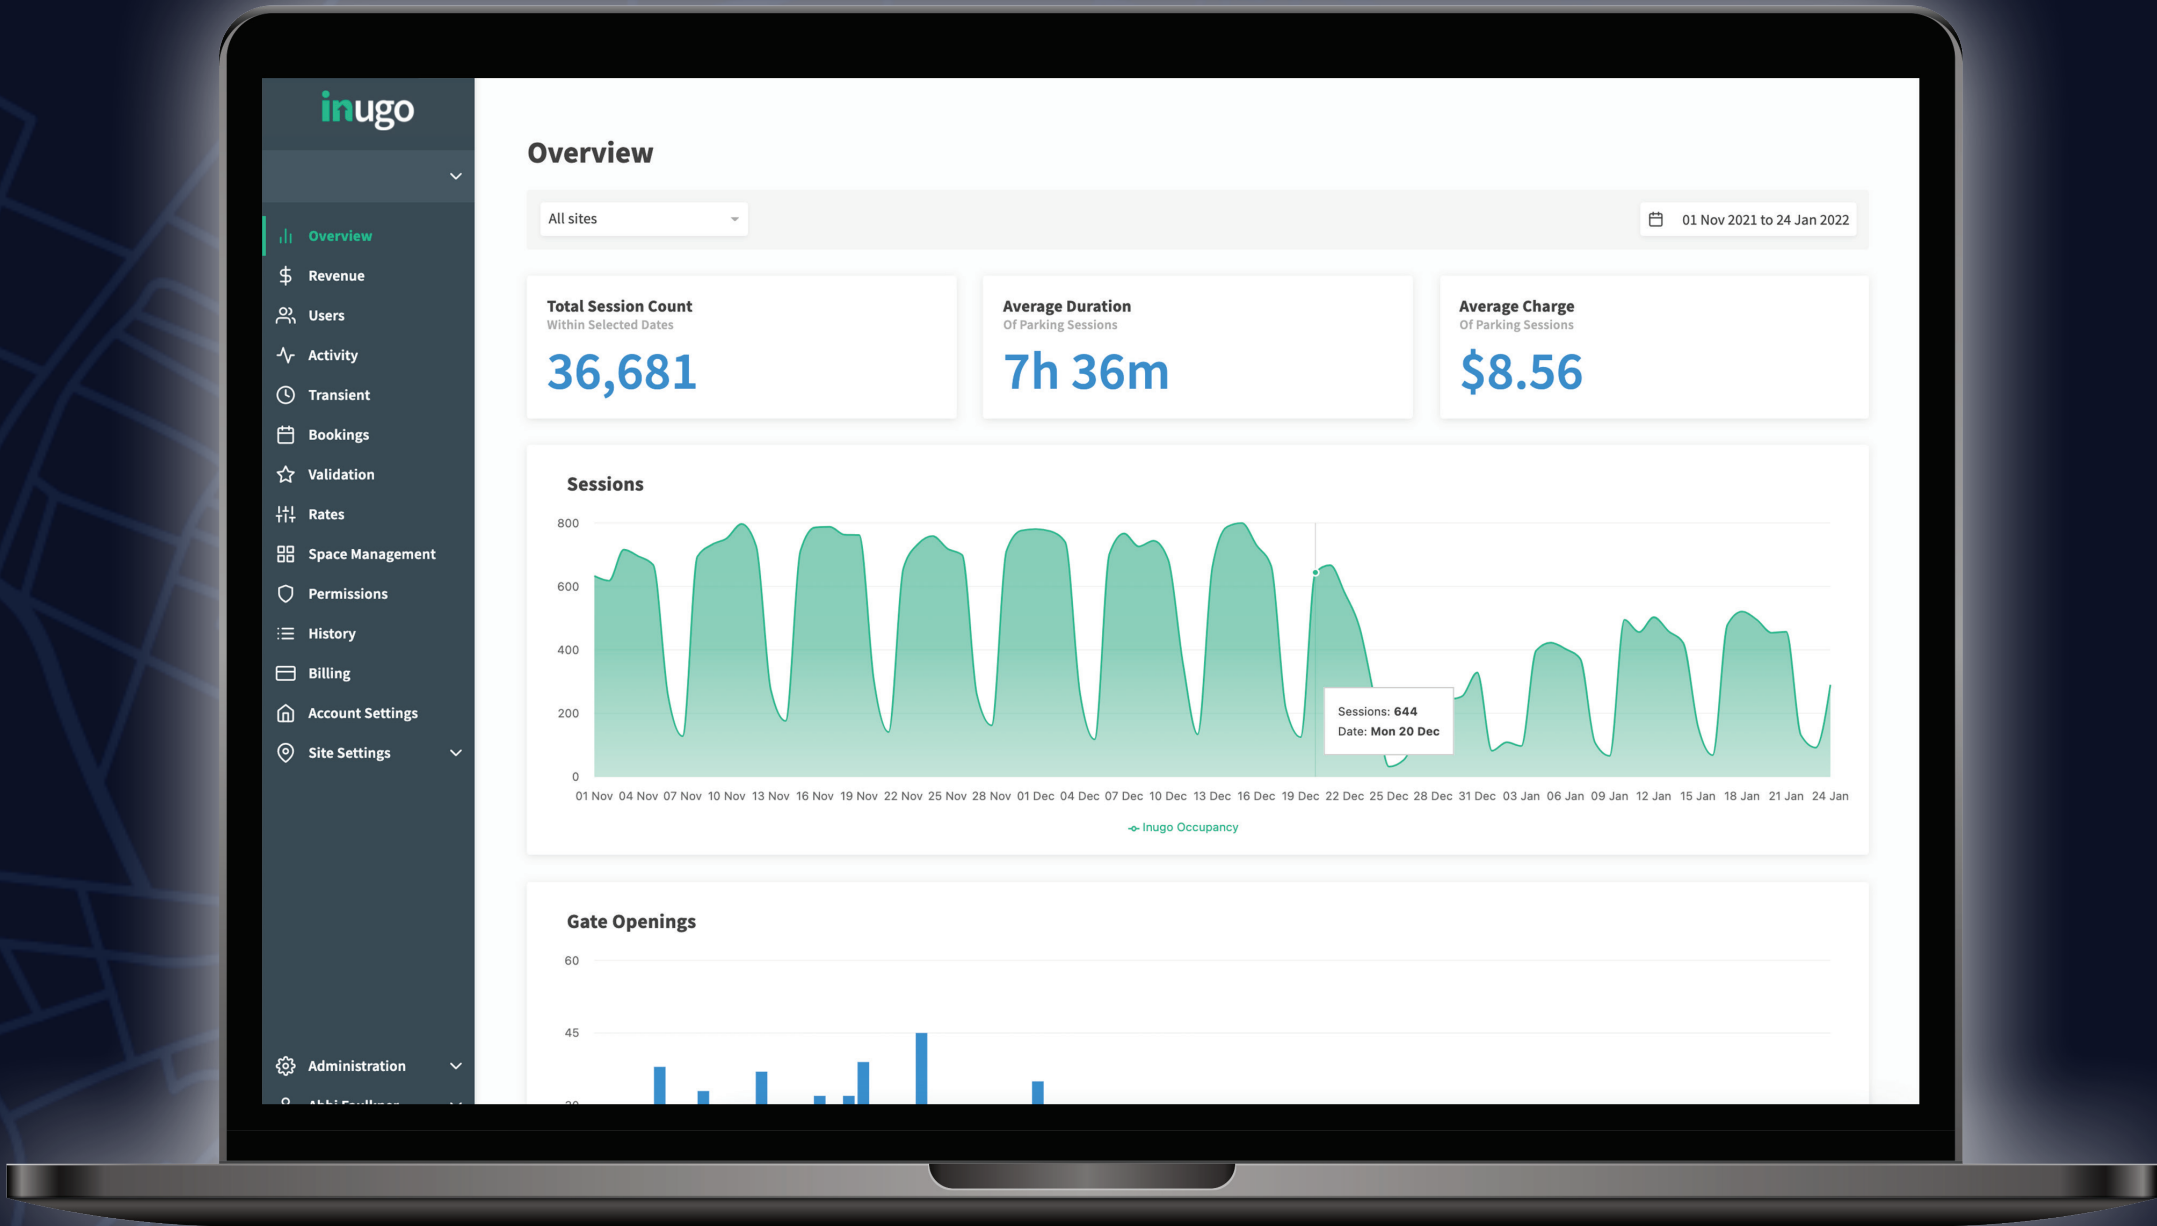 inugo
Overview
Revenue
Users
Activity
Transient
Bookings
Validation
Rates
Space Management
Permissions
History
Billing
Account Settings
Site Settings
Administration
Overview
All sites
01 Nov 2021 to 24 Jan 2022
Total Session Count
Within Selected Dates
36,681
Average Duration
Of Parking Sessions
7h 36m
Average Charge
Of Parking Sessions
$8.56
Sessions
800
600
400
200
0
Sessions: 644
Date: Mon 20 Dec
01 Nov 04 Nov 07 Nov 10 Nov 13 Nov 16 Nov 19 Nov 22 Nov 25 Nov 28 Nov 01 Dec 04 Dec 07 Dec 10 Dec 13 Dec 16 Dec 19 Dec 22 Dec 25 Dec 28 Dec 31 Dec 03 Jan 06 Jan 09 Jan 12 Jan 15 Jan 18 Jan 21 Jan 24 Jan
Inugo Occupancy
Gate Openings
60
45